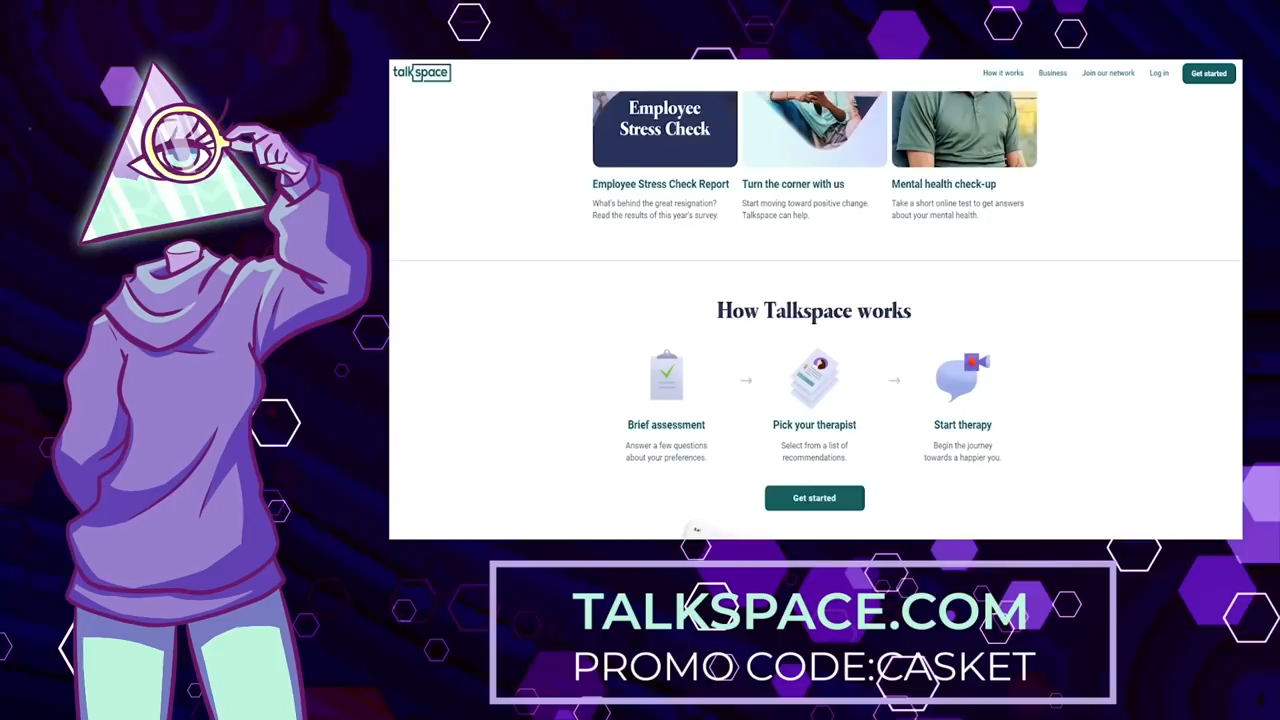 talkspace
How it works
Business
Join our network
Log in
Get started
Employee
Stress Check
Employee Stress Check Report
What's behind the great resignation?
Read the results of this year's survey.
Turn the corner with us
Start moving toward positive change.
Talkspace can help.
Mental health check-up
Take a short online test to get answers
about your mental health.
How Talkspace works
Brief assessment
Answer a few questions
about your preferences.
Pick your therapist
Select from a list of
recommendations.
Start therapy
Begin the journey
towards a happier you.
Get started
TALKSPACE.COM
PROMO CODE:CASKET